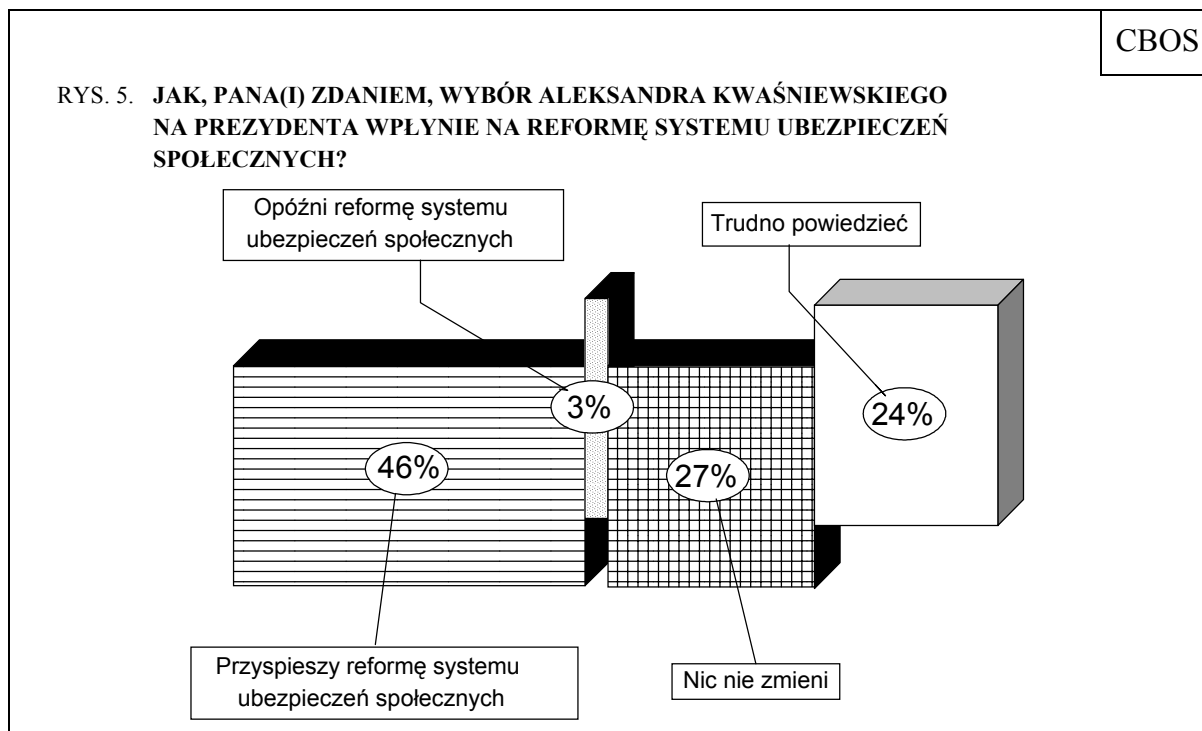 CBOS
RYS. 5. JAK, PANA(I) ZDANIEM, WYBÓR ALEKSANDRA KWAŚNIEWSKIEGO
NA PREZYDENTA WPŁYNIE NA REFORMĘ SYSTEMU UBEZPIECZEŃ
SPOŁECZNYCH?
Opóźni reformę systemu
ubezpieczeń społecznych
Trudno powiedzieć
3%
24%
46%
27%
Przyspieszy reformę systemu
ubezpieczeń społecznych
Nic nie zmieni